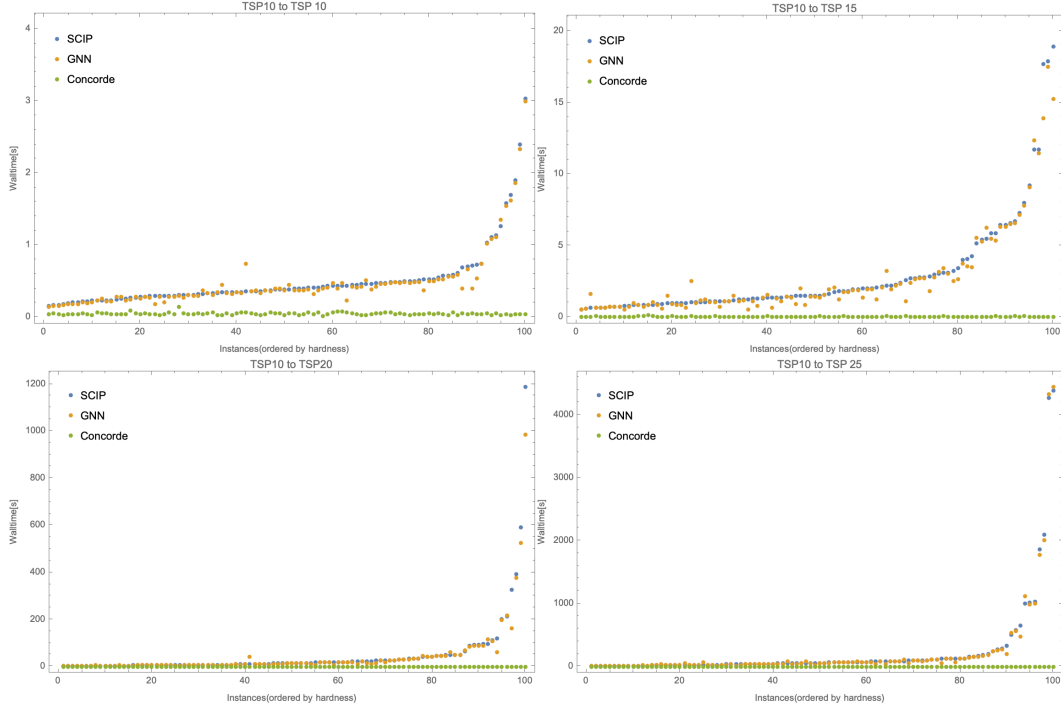 TSP10 to TSP 10
4
3
2
1
0
Walltime[s]
SCIP
GNN
Concorde
0
20
40
60
80
100
Instances(ordered by hardness)
TSP10 to TSP 15
20
15
10
5
0
Walltime[s]
SCIP
GNN
Concorde
0
20
40
60
80
100
Instances(ordered by hardness)
TSP10 to TSP20
1200
1000
800
600
400
200
0
Walltime[s]
SCIP
GNN
Concorde
0
20
40
60
80
100
Instances(ordered by hardness)
TSP10 to TSP 25
4000
3000
2000
1000
0
Walltime[s]
SCIP
GNN
Concorde
0
20
40
60
80
100
Instances(ordered by hardness)